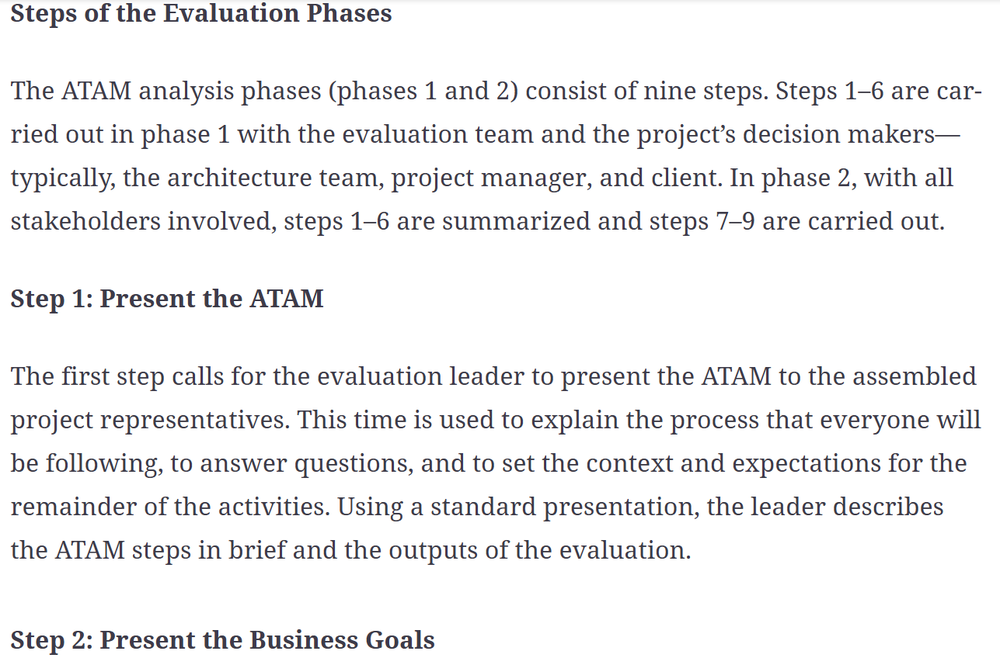 Steps of the Evaluation Phases
The ATAM analysis phases (phases 1 and 2) consist of nine steps. Steps 1–6 are car-
ried out in phase 1 with the evaluation team and the project’s decision makers—
typically, the architecture team, project manager, and client. In phase 2, with all
stakeholders involved, steps 1–6 are summarized and steps 7–9 are carried out.
Step 1: Present the ATAM
The first step calls for the evaluation leader to present the ATAM to the assembled
project representatives. This time is used to explain the process that everyone will
be following, to answer questions, and to set the context and expectations for the
remainder of the activities. Using a standard presentation, the leader describes
the ATAM steps in brief and the outputs of the evaluation.
Step 2: Present the Business Goals